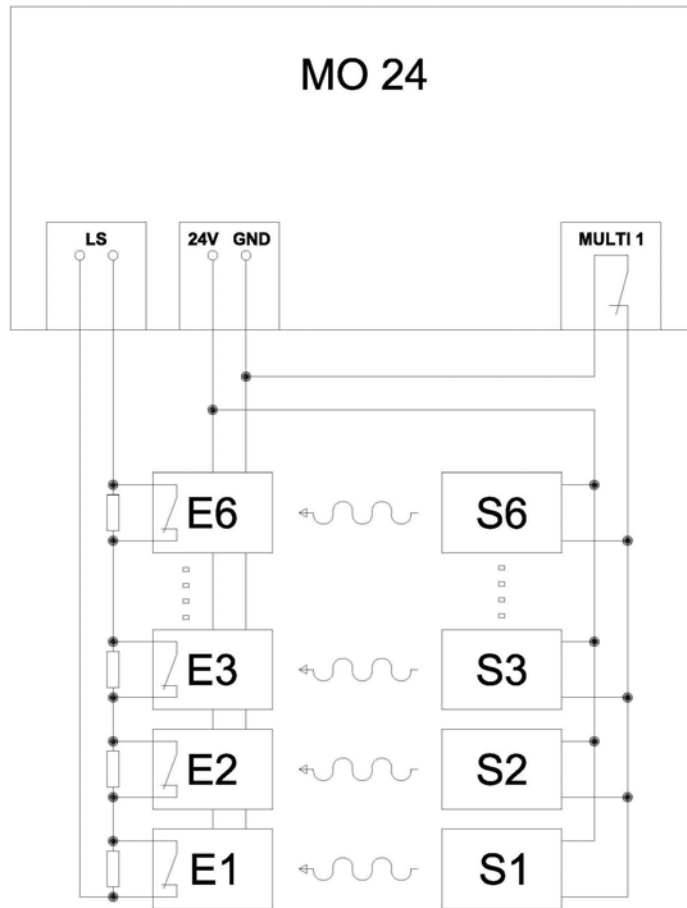 MO 24
LS 24V GND MULTI 1
E6 S6
E3 S3
E2 S2
E1 S1